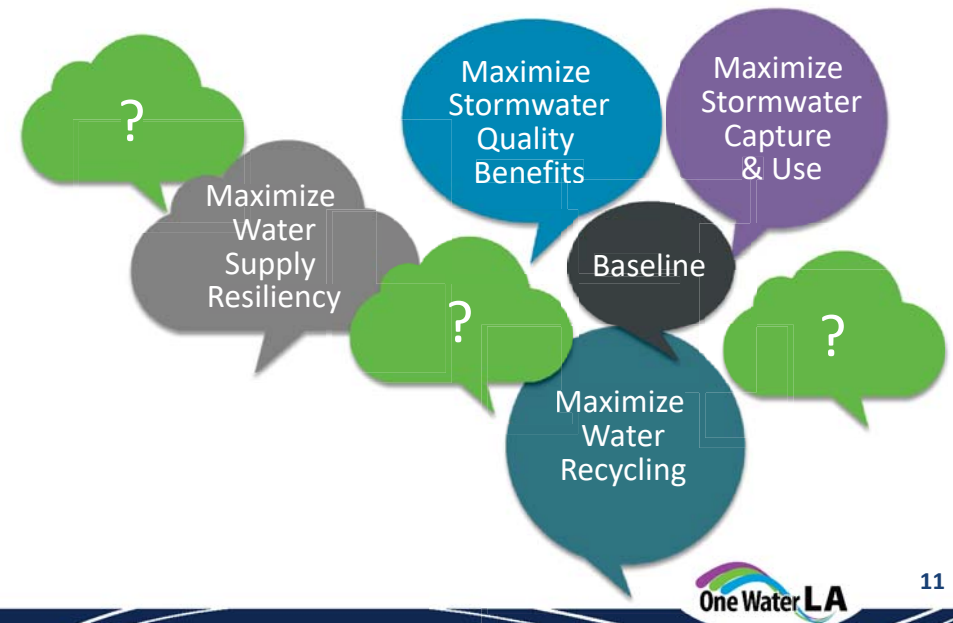 ?
Maximize
Water
Supply
Resiliency
Maximize
Stormwater
Quality
Benefits
Maximize
Stormwater
Capture
& Use
?
Baseline
?
Maximize
Water
Recycling
One Water LA
11